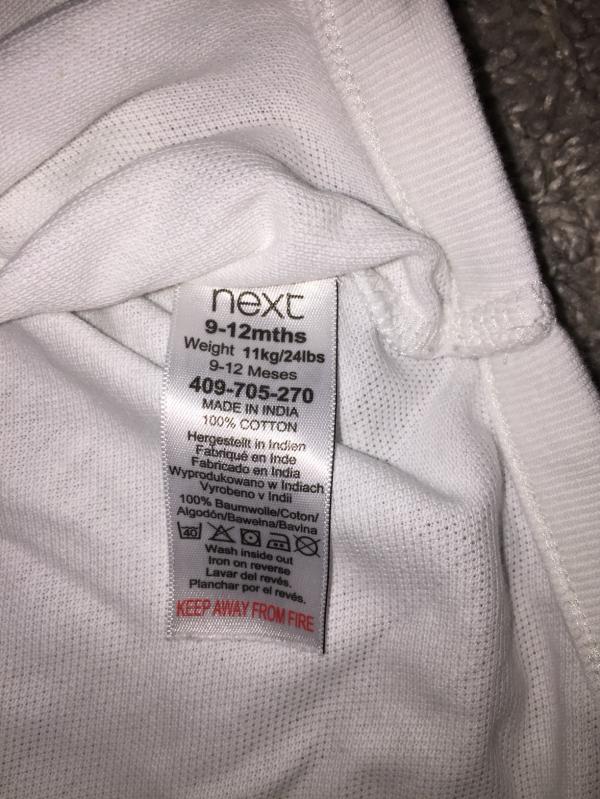 next
9-12mths
Weight 11kg/24lbs
9-12 Meses
409-705-270
MADE IN INDIA
100% COTTON
Hergestellt in Indien
Fabriqué en Inde
Fabricado en India
Wyprodukowano w Indiach
Vyrobeno v Indii
100% Baumwolle/Coton/
Algodón/Bawełna/Bavlna
40
Wash inside out
Iron on reverse
Lavar del revés.
Planchar por el revés.
KEEP AWAY FROM FIRE